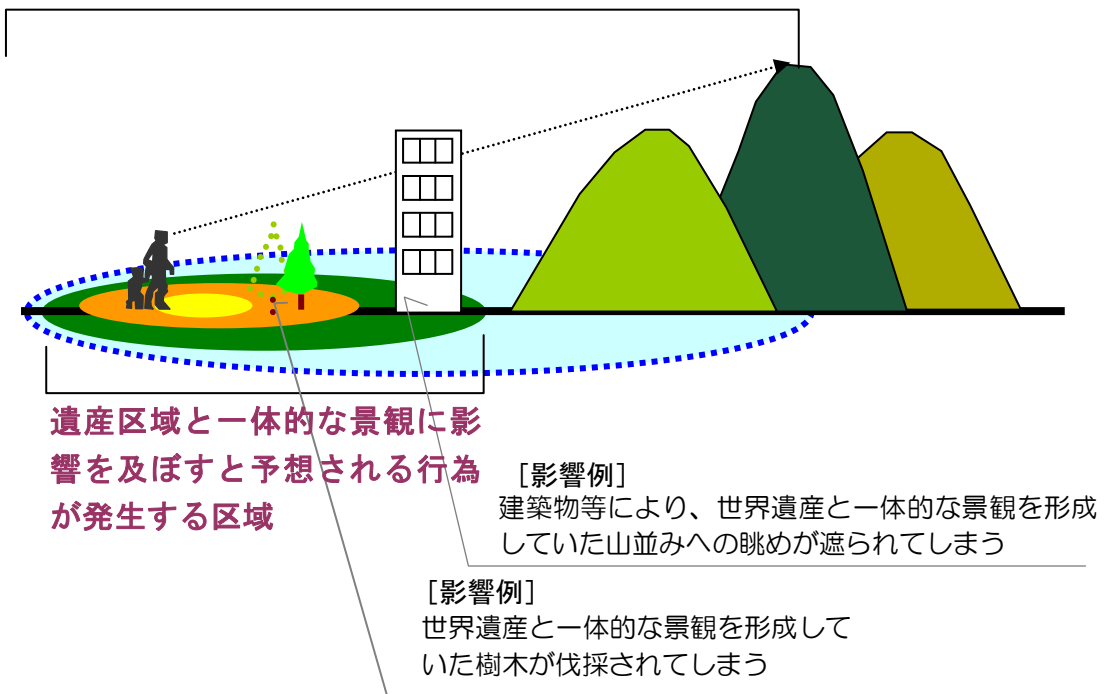 遺産区域と一体的な景観に影
響を及ぼすと予想される行為
が発生する区域
［影響例］
建築物等により、世界遺産と一体的な景観を形成
していた山並みへの眺めが遮られてしまう
［影響例］
世界遺産と一体的な景観を形成して
いた樹木が伐採されてしまう